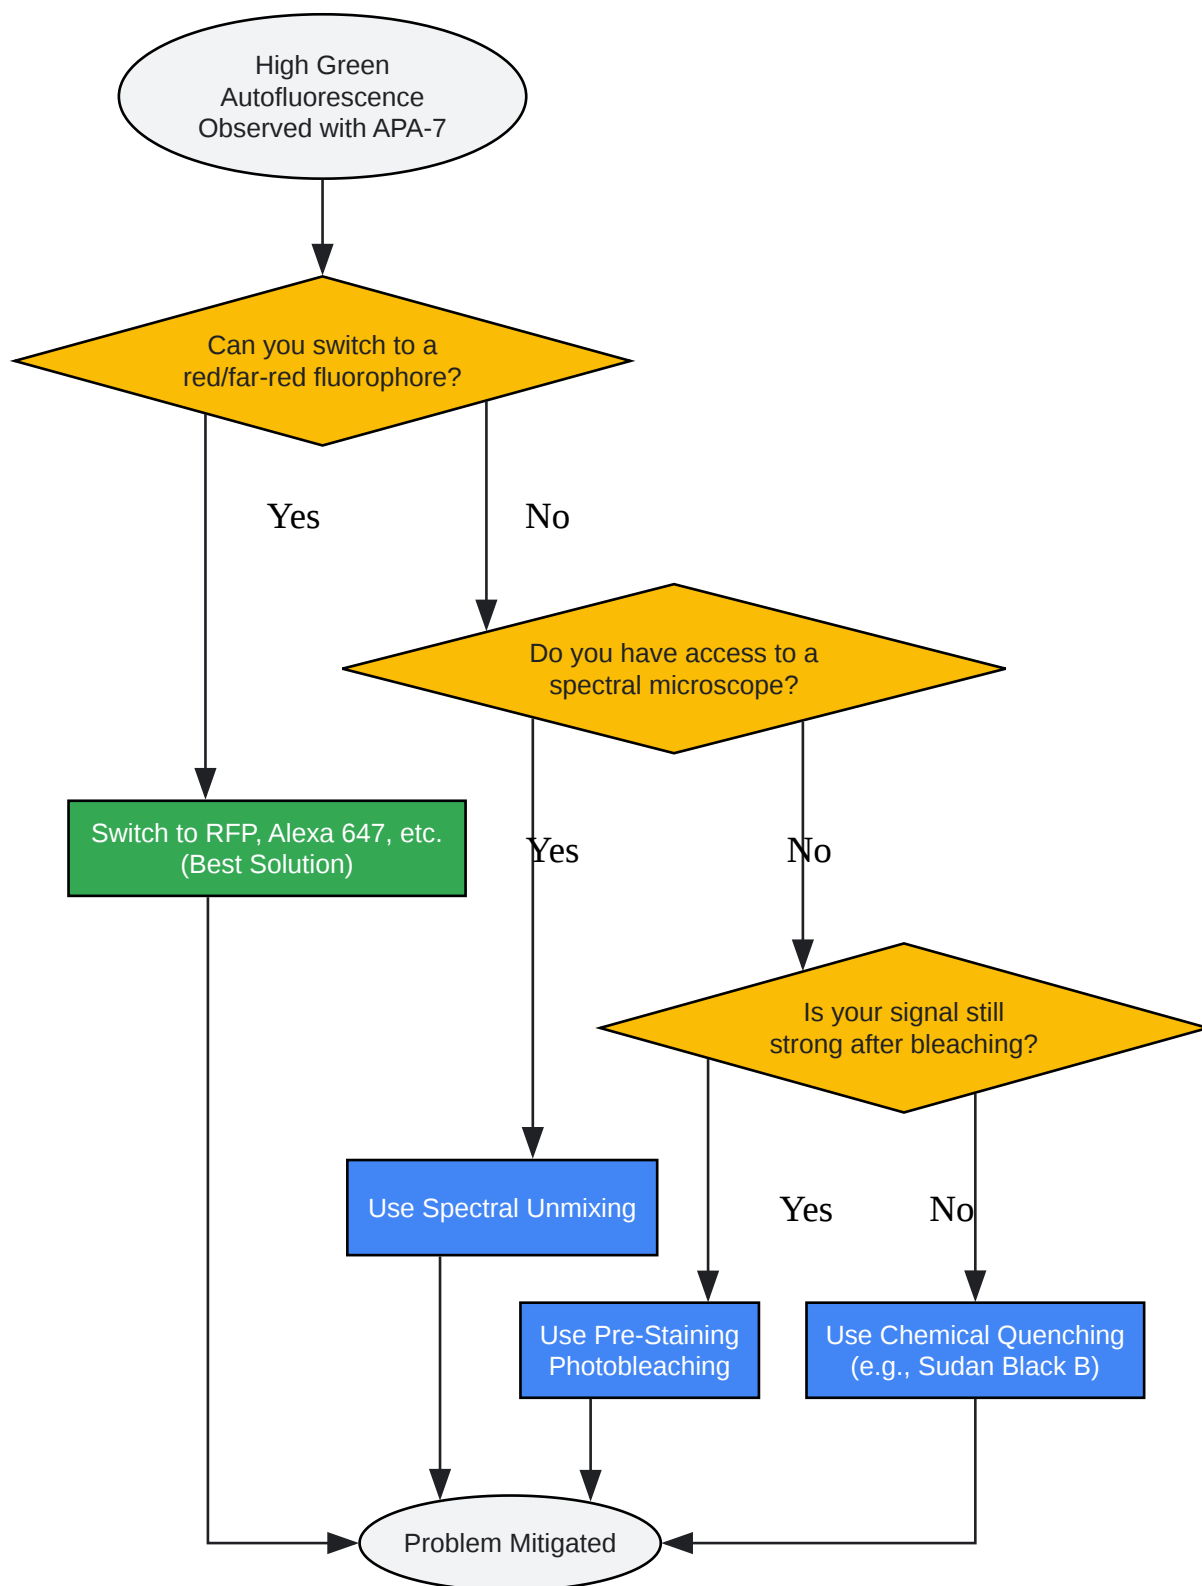 High Green
Autofluorescence
Observed with APA-7
Can you switch to a
red/far-red fluorophore?
Yes
No
Do you have access to a
spectral microscope?
Switch to RFP, Alexa 647, etc.
(Best Solution)
Yes
No
Is your signal still
strong after bleaching?
Use Spectral Unmixing
Yes
No
Use Pre-Staining
Photobleaching
Use Chemical Quenching
(e.g., Sudan Black B)
Problem Mitigated